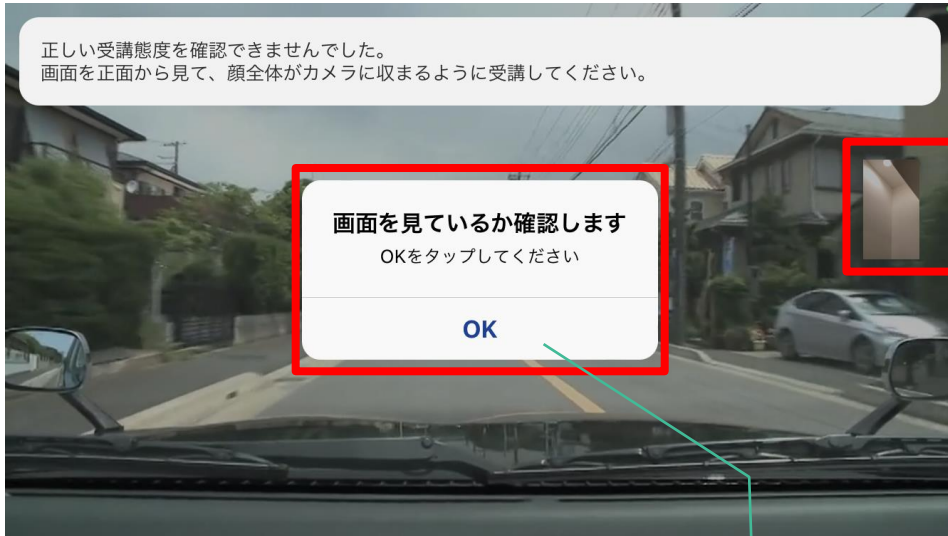 正しい受講態度を確認できませんでした。
画面を正面から見て、顔全体がカメラに収まるように受講してください。
画面を見ているか確認します
OKをタップしてください
OK